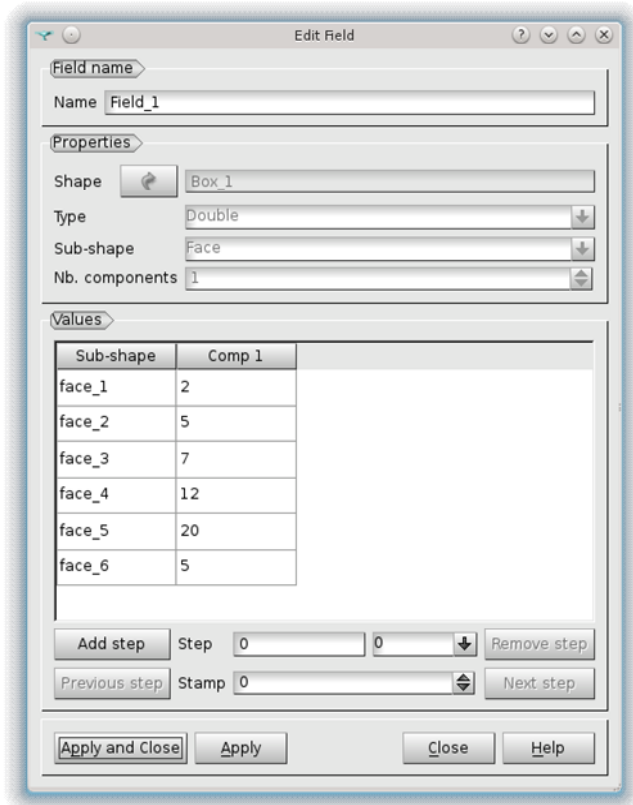 Edit Field
Field name
Name Field_1
Properties
Shape Box_1
Type Double
Sub-shape Face
Nb. components 1
Values
Sub-shape Comp 1
face_1 2
face_2 5
face_3 7
face_4 12
face_5 20
face_6 5
Add step Step 0 0 Remove step
Previous step Stamp 0 Next step
Apply and Close Apply Close Help